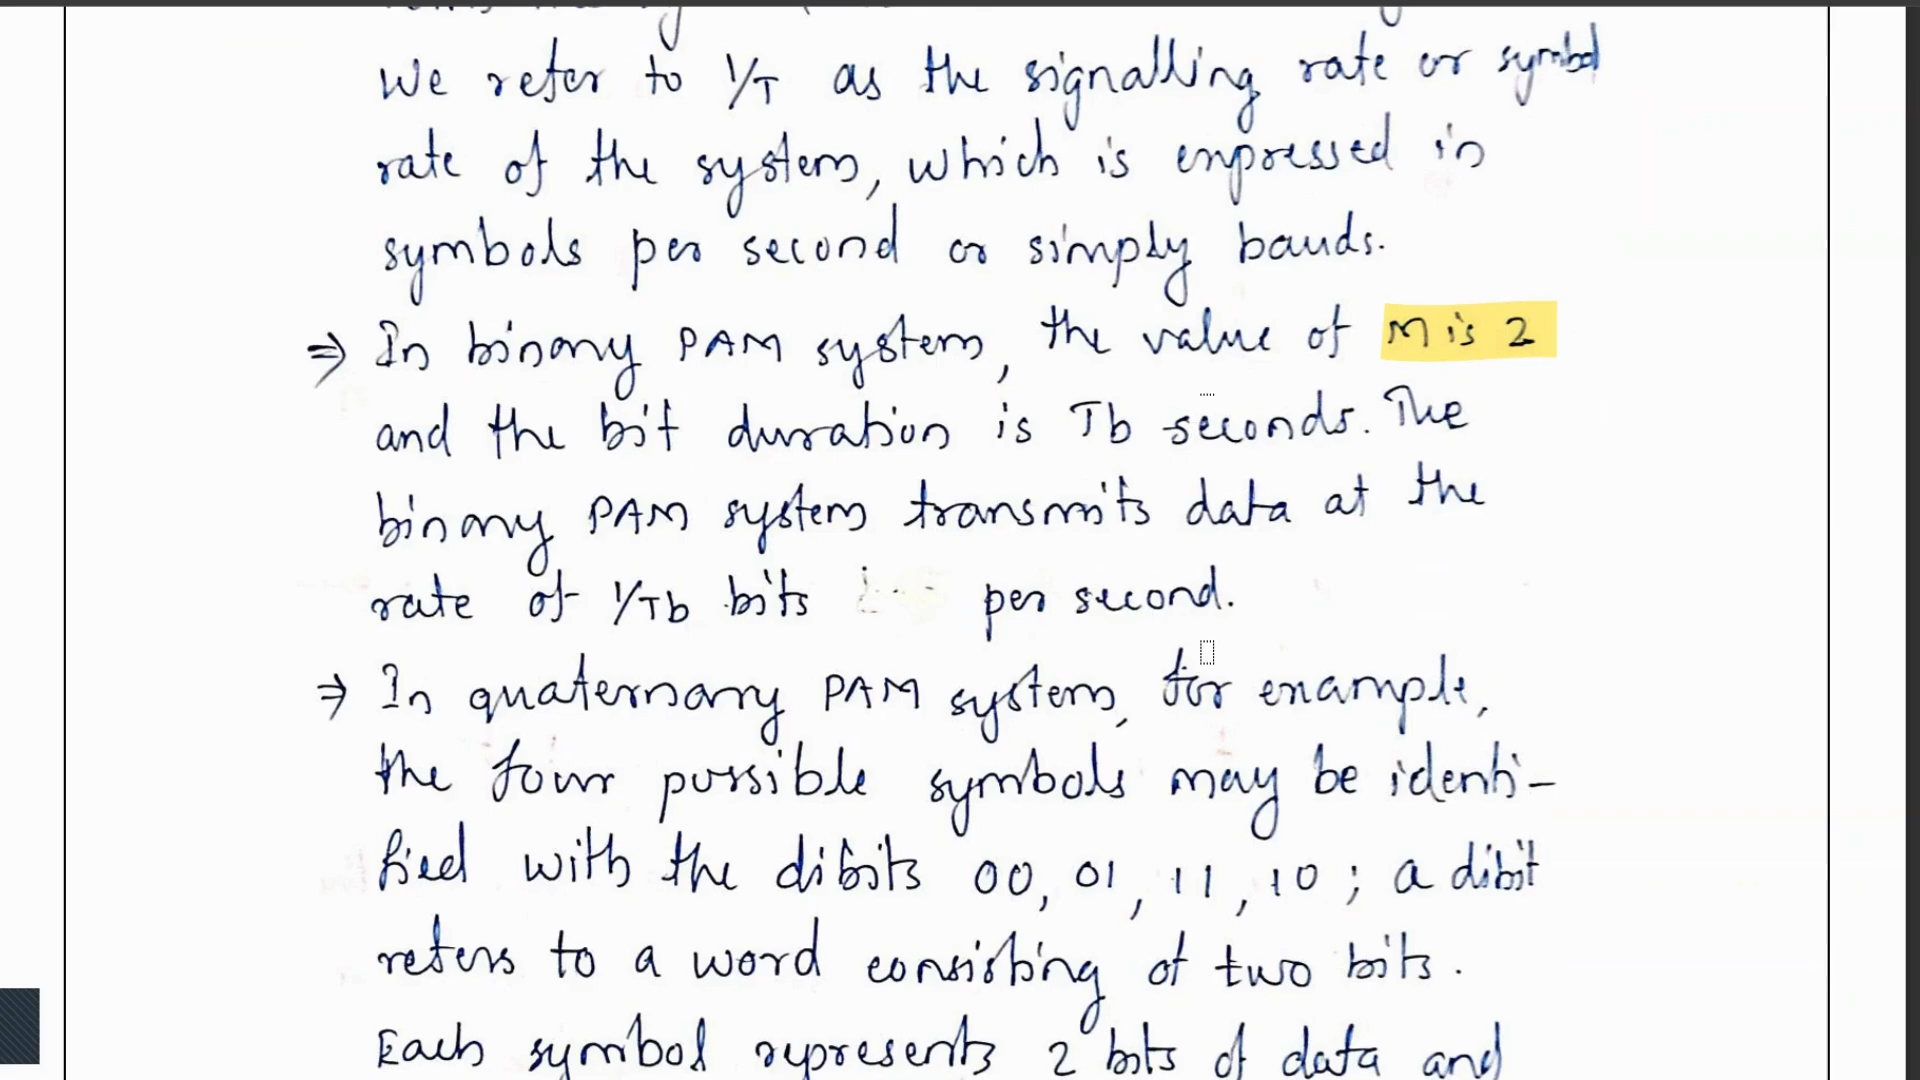 We refer to 1/T as the signalling rate or symbol
rate of the system, which is expressed in
symbols per second or simply bauds.
⇒ In binary PAM system, the value of M is 2
and the bit duration is Tb seconds. The
binary PAM system transmits data at the
rate of 1/Tb bits per second.
⇒ In quaternary PAM system, for example,
the four possible symbols may be identi-
fied with the dibits 00, 01, 11, 10; a dibit
refers to a word consisting of two bits.
Each symbol represents 2 bits of data and